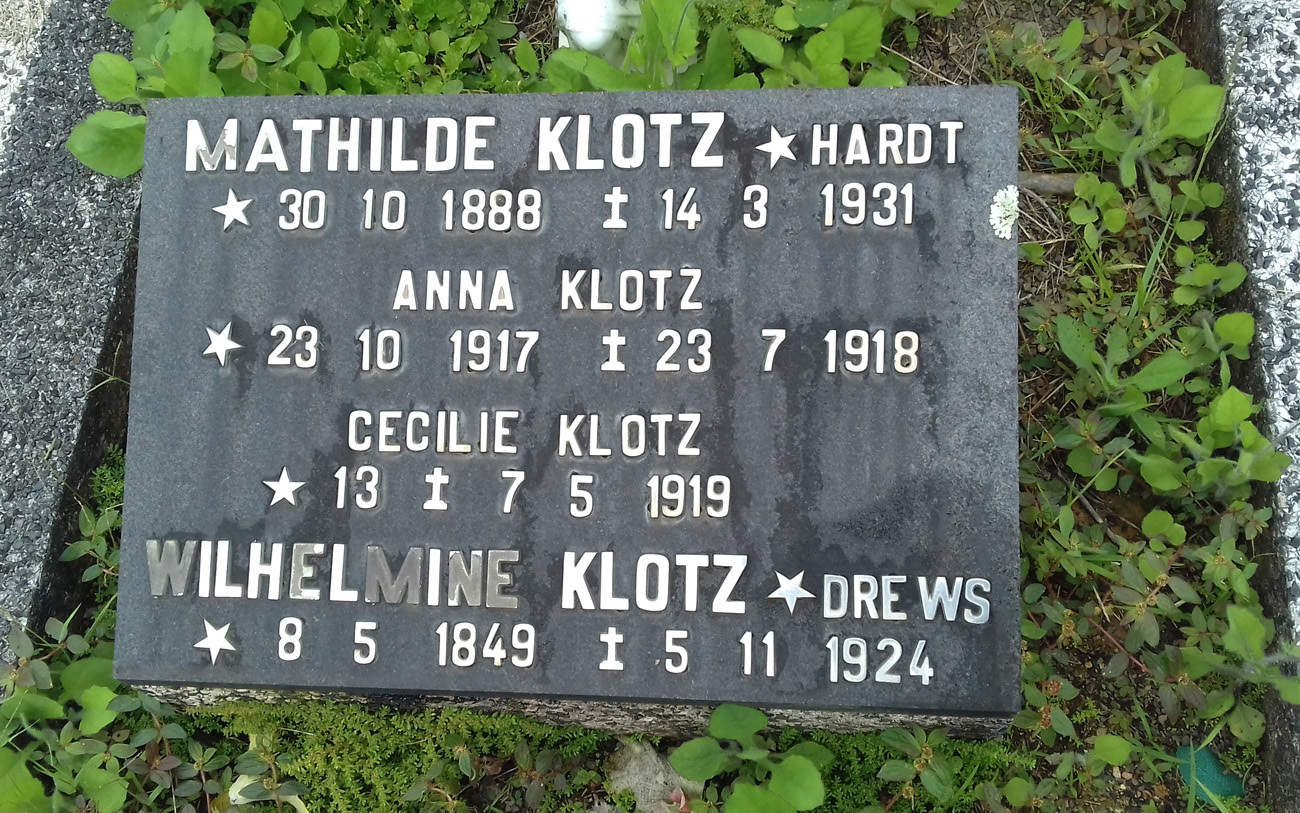 MATHILDE KLOTZ ★ HARDT
★ 30 10 1888 ✝ 14 3 1931
ANNA KLOTZ
★ 23 10 1917 ✝ 23 7 1918
CECILIE KLOTZ
★ 13 ✝ 7 5 1919
WILHELMINE KLOTZ ★ DREWS
★ 8 5 1849 ✝ 5 11 1924